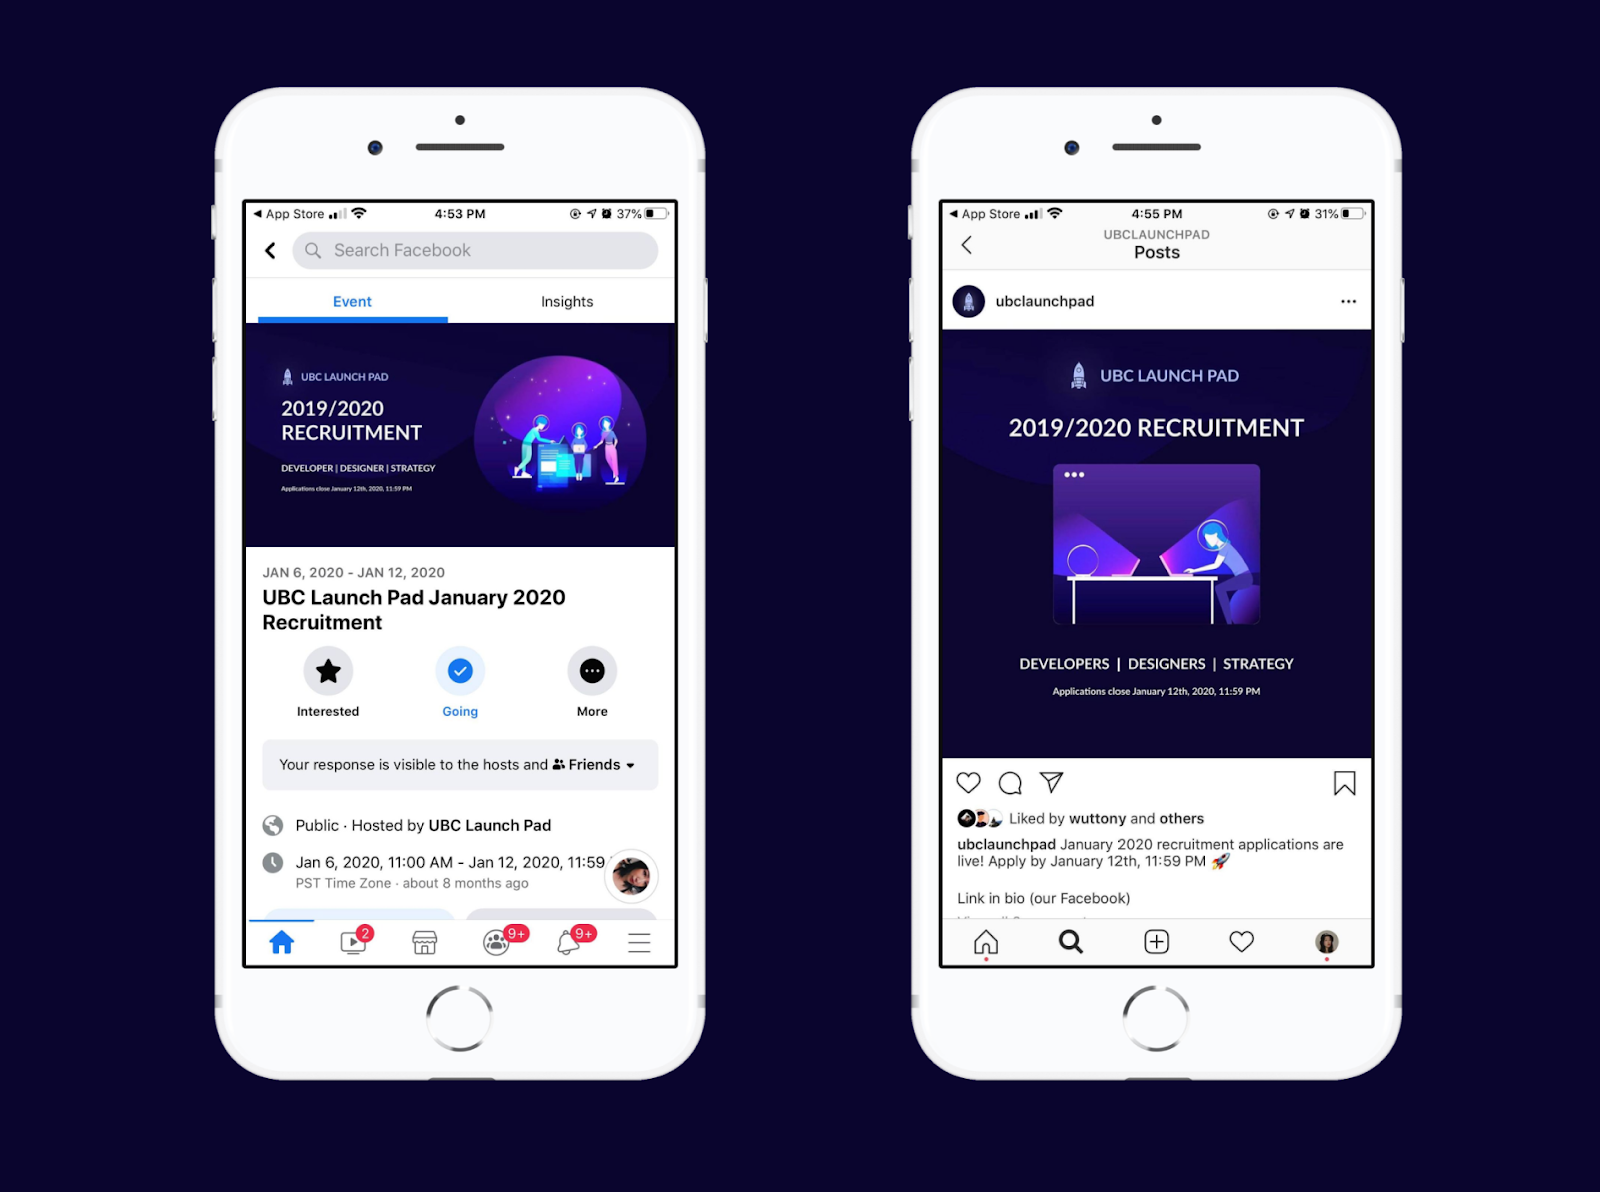 App Store
4:53 PM
37%
Search Facebook
Event
Insights
UBC LAUNCH PAD
2019/2020
RECRUITMENT
DEVELOPER | DESIGNER | STRATEGY
Applications close January 12th, 2020, 11:59 PM
JAN 6, 2020 - JAN 12, 2020
UBC Launch Pad January 2020
Recruitment
Interested
Going
More
Your response is visible to the hosts and Friends
Public · Hosted by UBC Launch Pad
Jan 6, 2020, 11:00 AM - Jan 12, 2020, 11:59
PST Time Zone · about 8 months ago
2
9+
9+
App Store
4:55 PM
31%
UBCLAUNCHPAD
Posts
ubclaunchpad
UBC LAUNCH PAD
2019/2020 RECRUITMENT
DEVELOPERS | DESIGNERS | STRATEGY
Applications close January 12th, 2020, 11:59 PM
Liked by wuttony and others
ubclaunchpad January 2020 recruitment applications are
live! Apply by January 12th, 11:59 PM 🚀
Link in bio (our Facebook)